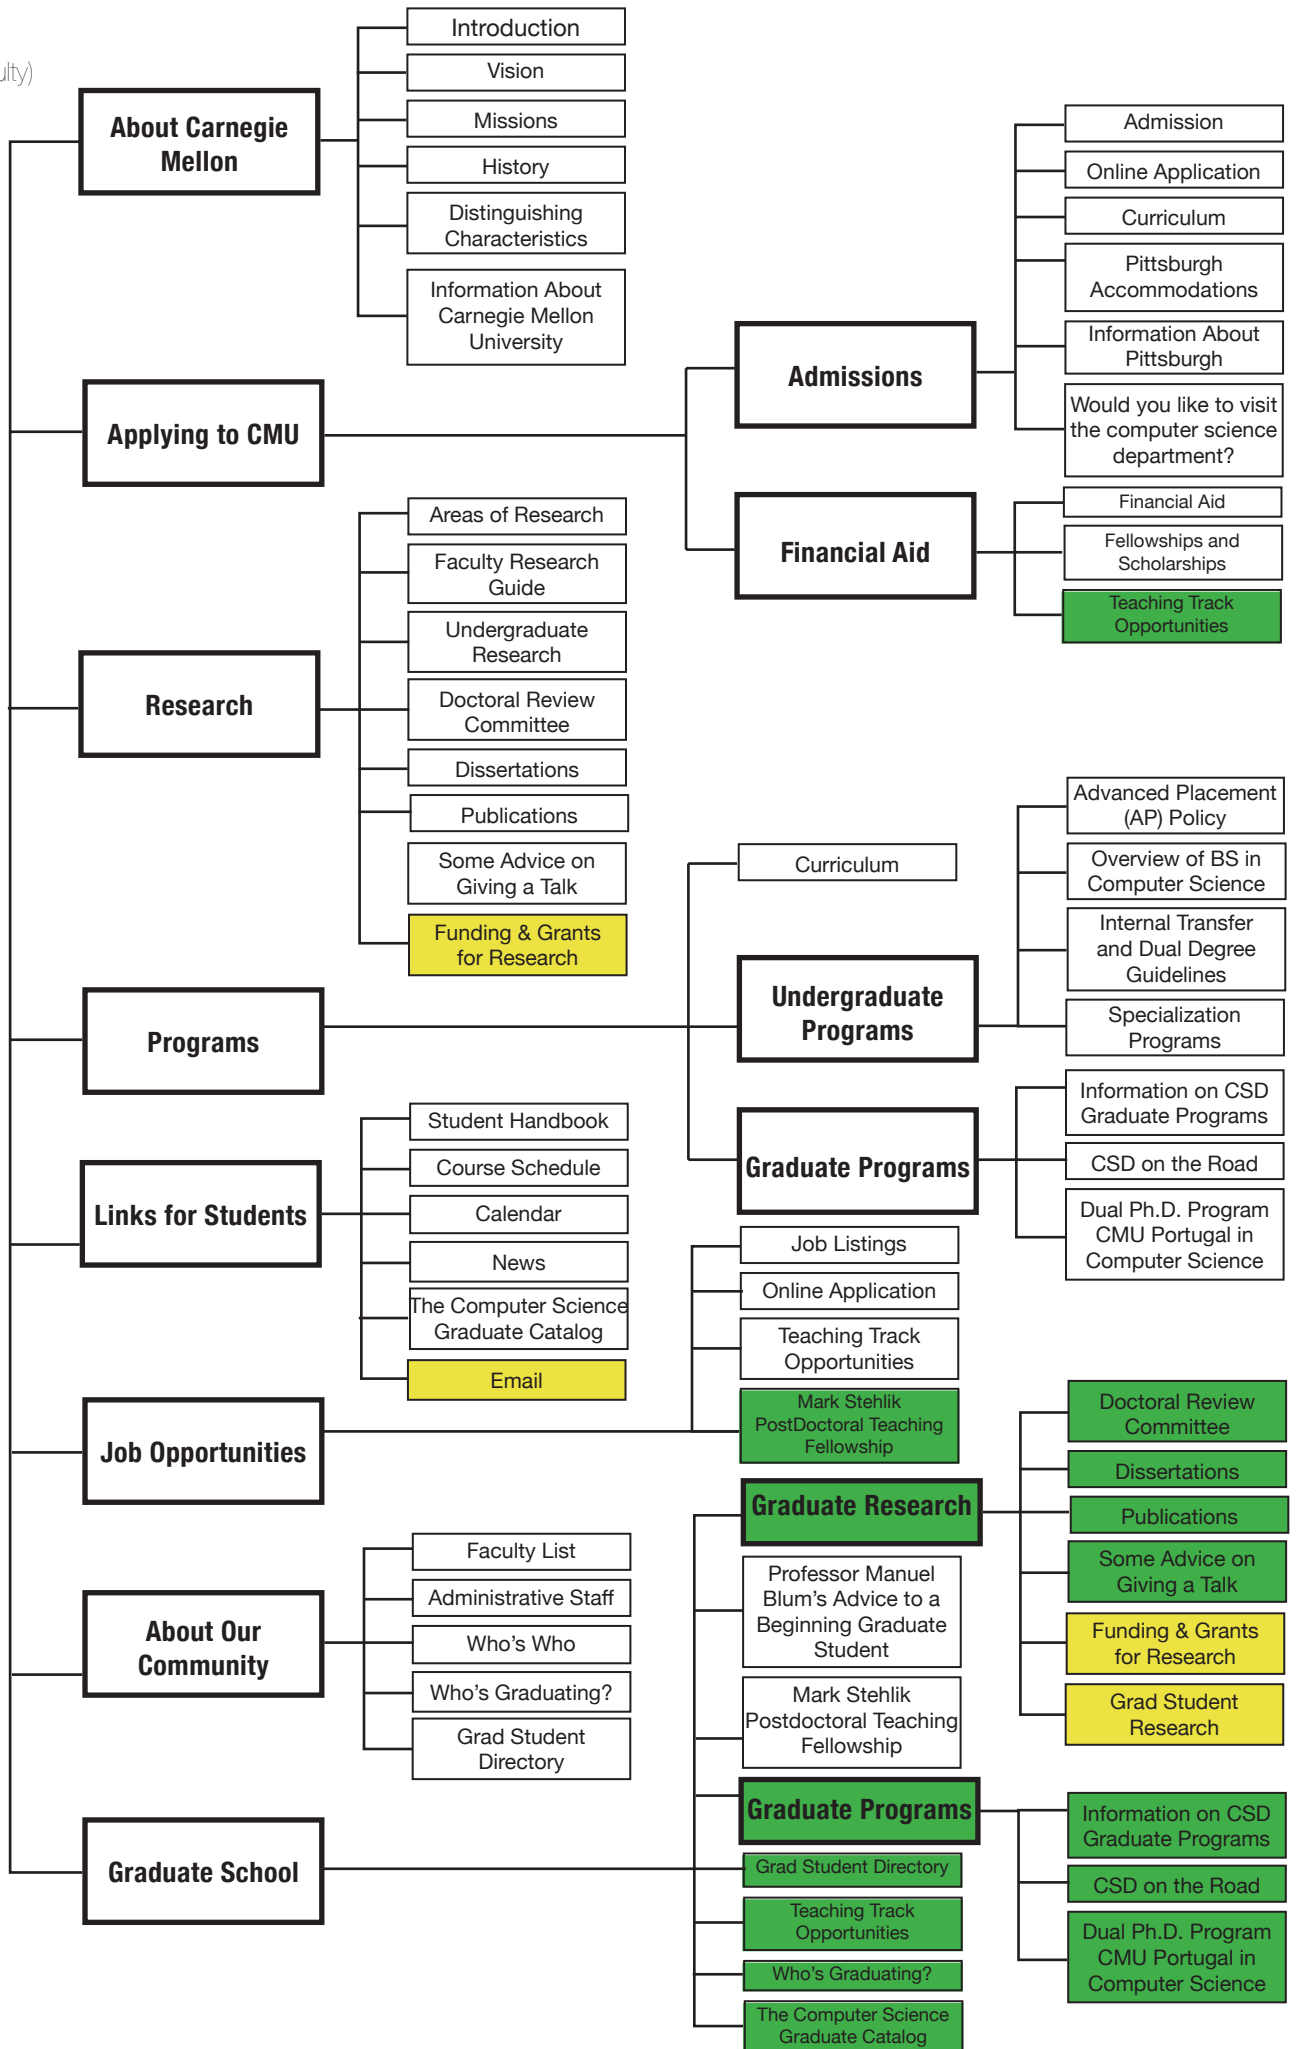 ulty)
About Carnegie
Mellon
Introduction
Vision
Missions
History
Distinguishing
Characteristics
Information About
Carnegie Mellon
University
Applying to CMU
Admissions
Admission
Online Application
Curriculum
Pittsburgh
Accommodations
Information About
Pittsburgh
Would you like to visit
the computer science
department?
Financial Aid
Financial Aid
Fellowships and
Scholarships
Teaching Track
Opportunities
Research
Areas of Research
Faculty Research
Guide
Undergraduate
Research
Doctoral Review
Committee
Dissertations
Publications
Some Advice on
Giving a Talk
Funding & Grants
for Research
Programs
Curriculum
Undergraduate
Programs
Advanced Placement
(AP) Policy
Overview of BS in
Computer Science
Internal Transfer
and Dual Degree
Guidelines
Specialization
Programs
Graduate Programs
Information on CSD
Graduate Programs
CSD on the Road
Dual Ph.D. Program
CMU Portugal in
Computer Science
Links for Students
Student Handbook
Course Schedule
Calendar
News
The Computer Science
Graduate Catalog
Email
Job Opportunities
Job Listings
Online Application
Teaching Track
Opportunities
Mark Stehlik
PostDoctoral Teaching
Fellowship
About Our
Community
Faculty List
Administrative Staff
Who's Who
Who's Graduating?
Grad Student
Directory
Graduate School
Graduate Research
Doctoral Review
Committee
Dissertations
Publications
Some Advice on
Giving a Talk
Funding & Grants
for Research
Grad Student
Research
Professor Manuel
Blum's Advice to a
Beginning Graduate
Student
Mark Stehlik
Postdoctoral Teaching
Fellowship
Graduate Programs
Information on CSD
Graduate Programs
CSD on the Road
Dual Ph.D. Program
CMU Portugal in
Computer Science
Grad Student Directory
Teaching Track
Opportunities
Who's Graduating?
The Computer Science
Graduate Catalog